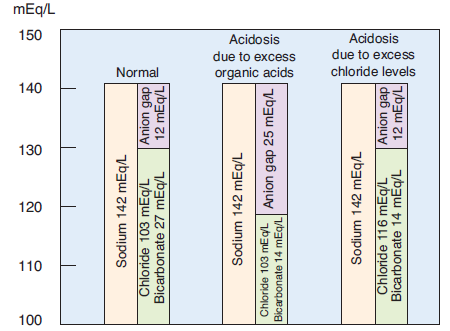 mEq/L
150
140
130
120
110
100
Normal
Sodium 142 mEq/L
Chloride 103 mEq/L
Bicarbonate 27 mEq/L
Anion gap
12 mEq/L
Acidosis
due to excess
organic acids
Sodium 142 mEq/L
Chloride 103 mEq/L
Bicarbonate 14 mEq/L
Anion gap 25 mEq/L
Acidosis
due to excess
chloride levels
Sodium 142 mEq/L
Chloride 116 mEq/L
Bicarbonate 14 mEq/L
Anion gap
12 mEq/L